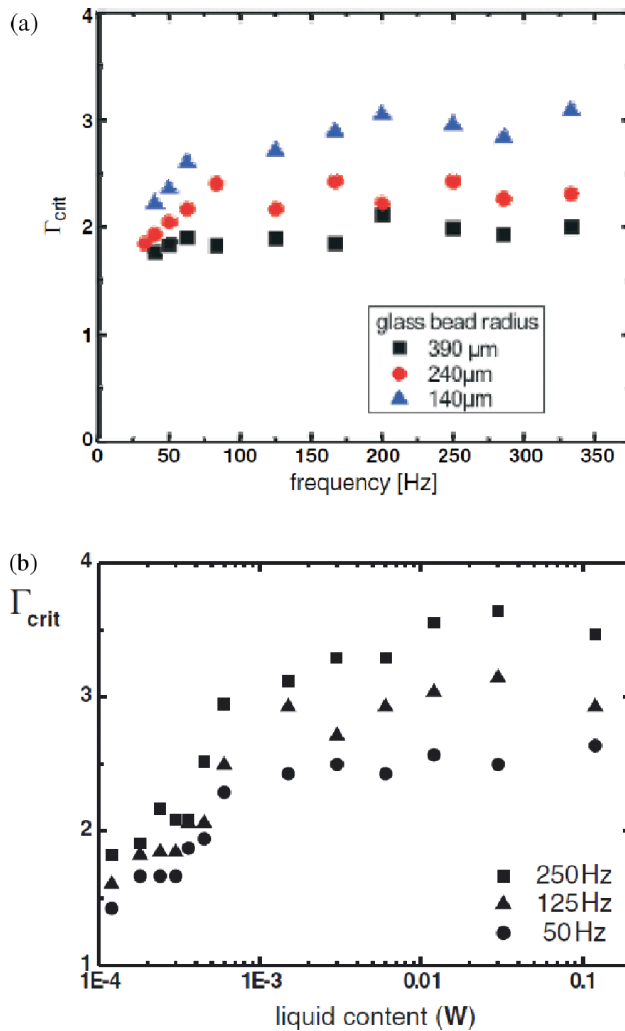 (a)
4
3
2
1
0
Γcrit
0 50 100 150 200 250 300 350
frequency [Hz]
glass bead radius
390 µm
240µm
140µm
(b)
4
Γcrit
3
2
1
1E-4 1E-3 0.01 0.1
250Hz
125Hz
50Hz
liquid content (W)